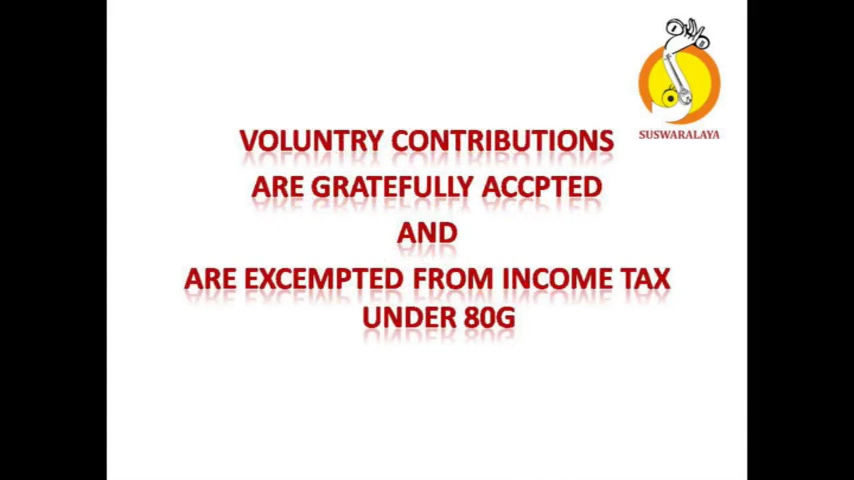 SUSWARALAYA
VOLUNTRY CONTRIBUTIONS
ARE GRATEFULLY ACCPTED
AND
ARE EXCEMPTED FROM INCOME TAX
UNDER 80G